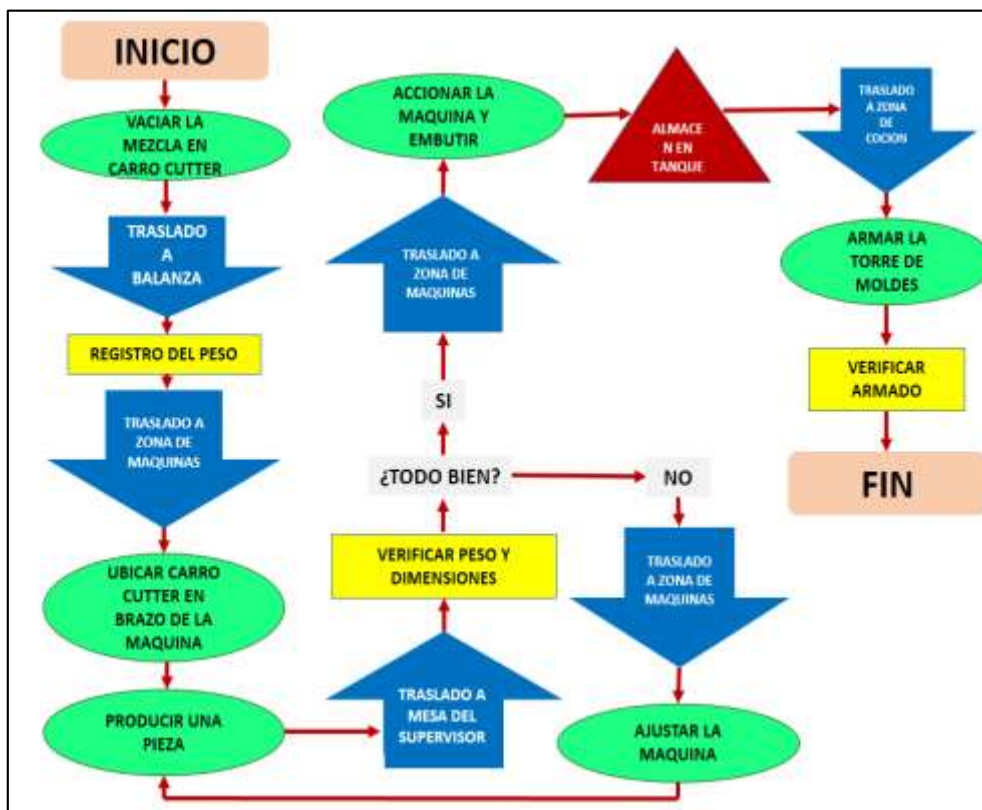 INICIO
VACIAR LA
MEZCLA EN
CARRO CUTTER
TRASLADO
A
BALANZA
REGISTRO DEL PESO
TRASLADO A
ZONA DE
MAQUINAS
UBICAR CARRO
CUTTER EN
BRAZO DE LA
MAQUINA
PRODUCIR UNA
PIEZA
TRASLADO A
MESA DEL
SUPERVISOR
VERIFICAR PESO Y
DIMENSIONES
¿TODO BIEN?
SI
TRASLADO A
ZONA DE
MAQUINAS
ACCIONAR LA
MAQUINA Y
EMBUTIR
ALMACE
N EN
TANQUE
NO
TRASLADO
A ZONA DE
MAQUINAS
AJUSTAR LA
MAQUINA
TRASLADO
A ZONA
DE
COCION
ARMAR LA
TORRE DE
MOLDES
VERIFICAR
ARMADO
FIN